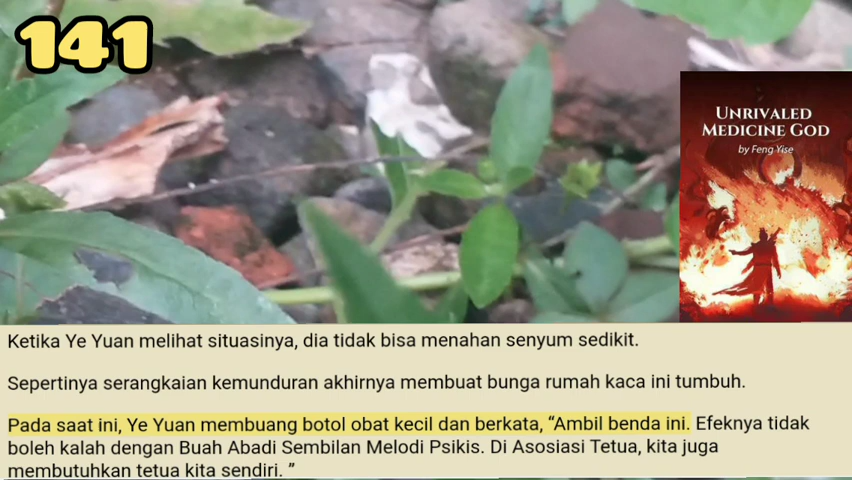 141
UNRIVALED
MEDICINE GOD
by Feng Yise
Ketika Ye Yuan melihat situasinya, dia tidak bisa menahan senyum sedikit.
Sepertinya serangkaian kemunduran akhirnya membuat bunga rumah kaca ini tumbuh.
Pada saat ini, Ye Yuan membuang botol obat kecil dan berkata, “Ambil benda ini. Efeknya tidak
boleh kalah dengan Buah Abadi Sembilan Melodi Psikis. Di Asosiasi Tetua, kita juga
membutuhkan tetua kita sendiri. ”